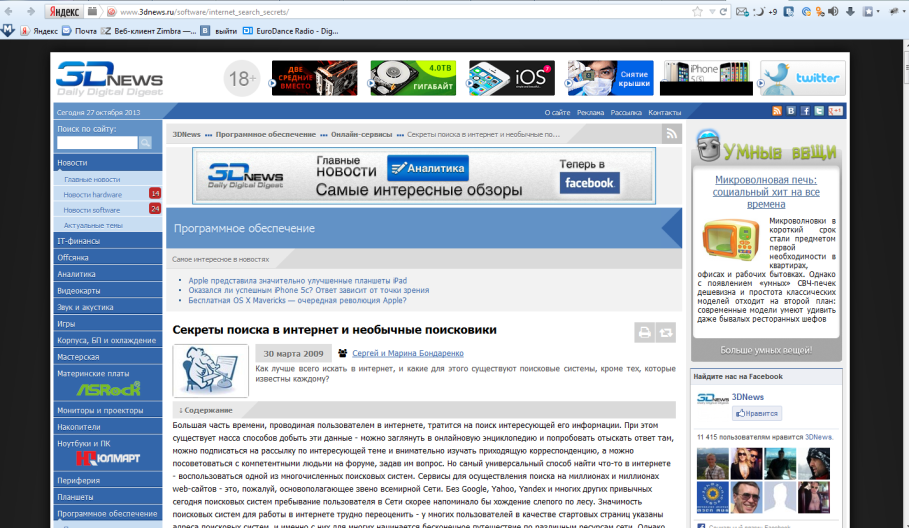 Яндекс
www.3dnews.ru/software/internet_search_secrets/
+9
Яндекс Почта Веб-клиент Zimbra —... выйти EuroDance Radio - Dig...
3DNEWS
Daily Digital Digest
18+
ДВЕ СРЕДНИЕ ВМЕСТО
4.0TB ГИГАБАЙТ
iOS 7
Снятие крышки
iPhone
twitter
Сегодня 27 октября 2013
О сайте Реклама Рассылка Контакты
Поиск по сайту:
Новости
Главные новости
Новости hardware 14
Новости software 24
Актуальные темы
IT-финансы
Оффсянка
Аналитика
Видеокарты
Звук и акустика
Игры
Корпуса, БП и охлаждение
Мастерская
Материнские платы
ASRock
Мониторы и проекторы
Накопители
Ноутбуки и ПК
ЮЛМАРТ
Периферия
Планшеты
Программное обеспечение
3DNews Программное обеспечение Онлайн-сервисы Секреты поиска в интернет и необычные по...
3DNEWS
Daily Digital Digest
Главные
НОВОСТИ Аналитика
Самые интересные обзоры
Теперь в
facebook
Программное обеспечение
Самое интересное в новостях
Apple представила значительно улучшенные планшеты iPad
Оказался ли успешным iPhone 5c? Ответ зависит от точки зрения
Бесплатная OS X Mavericks — очередная революция Apple?
Секреты поиска в интернет и необычные поисковики
30 марта 2009 Сергей и Марина Бондаренко
Как лучше всего искать в интернет, и какие для этого существуют поисковые системы, кроме тех, которые
известны каждому?
↓ Содержание
Большая часть времени, проводимая пользователем в интернете, тратится на поиск интересующей его информации. При этом
существует масса способов добыть эти данные - можно заглянуть в онлайновую энциклопедию и попробовать отыскать ответ там,
можно подписаться на рассылку по интересующей теме и внимательно изучать приходящую корреспонденцию, а можно
посоветоваться с компетентными людьми на форуме, задав им вопрос. Но самый универсальный способ найти что-то в интернете
- воспользоваться одной из многочисленных поисковых систем. Сервисы для осуществления поиска на миллионах и миллионах
web-сайтов - это, пожалуй, основополагающее звено всемирной Сети. Без Google, Yahoo, Yandex и многих других привычных
сегодня поисковых систем пребывание пользователя в Сети скорее напоминало бы хождение слепого по лесу. Значимость
поисковых систем для работы в интернете трудно переоценить - у многих пользователей в качестве стартовых страниц указаны
адреса поисковых систем, и именно с них для многих начинается бесконечное путешествие по различным ресурсам сети. Однако
УМНЫЕ ВЕЩИ
Микроволновая печь:
социальный хит на все
времена
Микроволновки в
короткий срок
стали предметом
первой
необходимости в
квартирах,
офисах и рабочих бытовках. Однако
с появлением «умных» СВЧ-печек
дешевизна и простота классических
моделей отходит на второй план:
современные модели умеют удивить
даже бывалых ресторанных шефов
Больше умных вещей!
Найдите нас на Facebook
3DNews
Нравится
11 415 пользователям нравится 3DNews.